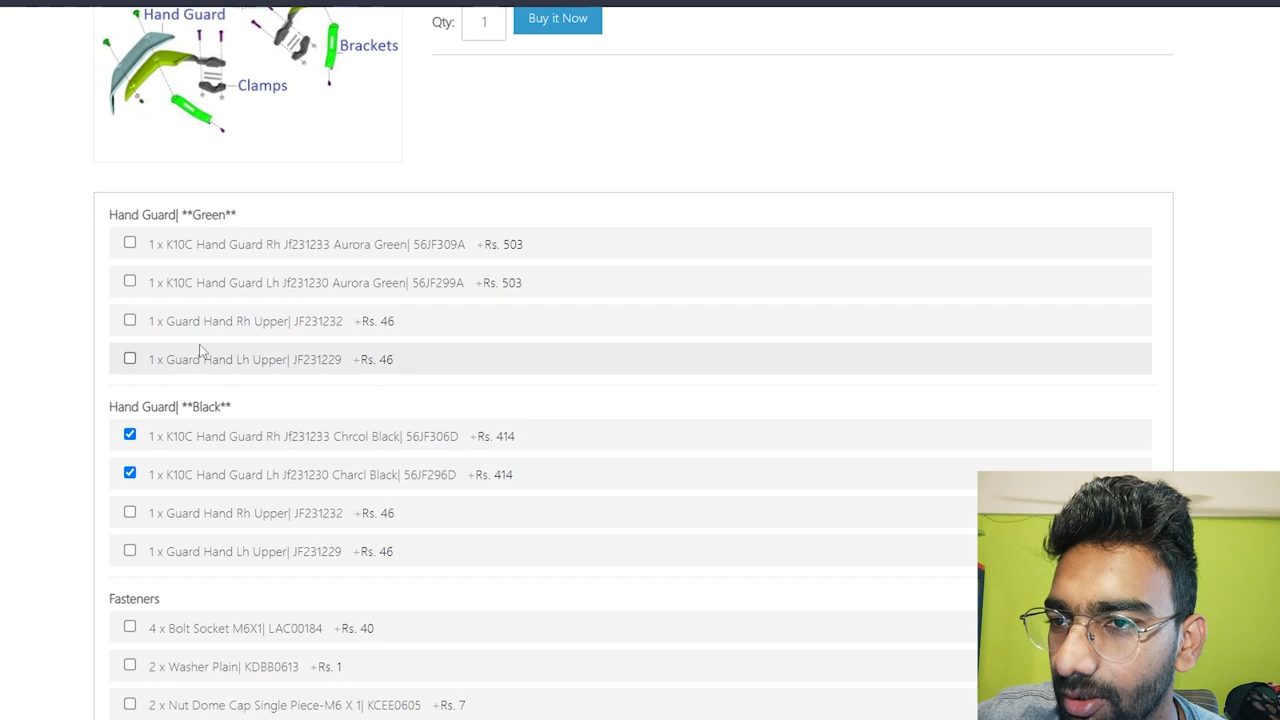 Hand Guard
Brackets
Clamps
Qty: 1 Buy it Now
Hand Guard| **Green**
1 x K10C Hand Guard Rh Jf231233 Aurora Green| 56JF309A +Rs. 503
1 x K10C Hand Guard Lh Jf231230 Aurora Green| 56JF299A +Rs. 503
1 x Guard Hand Rh Upper| JF231232 +Rs. 46
1 x Guard Hand Lh Upper| JF231229 +Rs. 46
Hand Guard| **Black**
1 x K10C Hand Guard Rh Jf231233 Chrcol Black| 56JF306D +Rs. 414
1 x K10C Hand Guard Lh Jf231230 Charcl Black| 56JF296D +Rs. 414
1 x Guard Hand Rh Upper| JF231232 +Rs. 46
1 x Guard Hand Lh Upper| JF231229 +Rs. 46
Fasteners
4 x Bolt Socket M6X1| LAC00184 +Rs. 40
2 x Washer Plain| KDBB0613 +Rs. 1
2 x Nut Dome Cap Single Piece-M6 X 1| KCEE0605 +Rs. 7